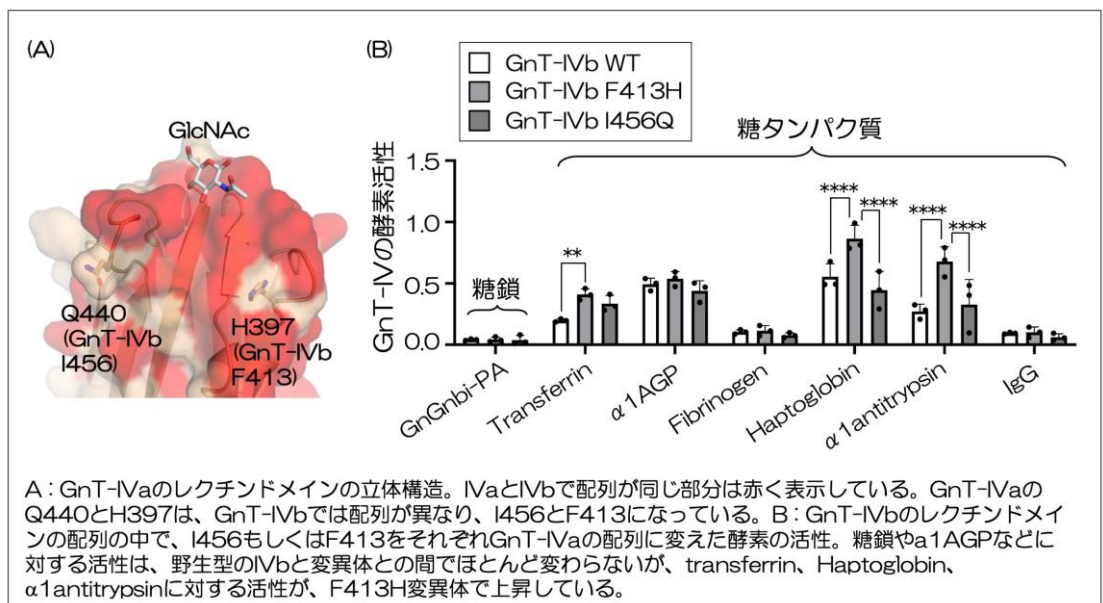 (A)
GlcNAc
Q440
(GnT-IVb
I456)
H397
(GnT-IVb
F413)
(B)
GnT-IVb WT
GnT-IVb F413H
GnT-IVb I456Q
糖タンパク質
糖鎖
GnT-IVの酵素活性
1.5
1.0
0.5
0.0
**
**** ****
**** ****
GnGnbi-PA
Transferrin
α1AGP
Fibrinogen
Haptoglobin
α1antitrypsin
IgG
A：GnT-IVaのレクチンドメインの立体構造。IVaとIVbで配列が同じ部分は赤く表示している。GnT-IVaの
Q440とH397は、GnT-IVbでは配列が異なり、I456とF413になっている。B：GnT-IVbのレクチンドメイ
ンの配列の中で、I456もしくはF413をそれぞれGnT-IVaの配列に変えた酵素の活性。糖鎖やa1AGPなどに
対する活性は、野生型のIVbと変異体との間でほとんど変わらないが、transferrin、Haptoglobin、
α1antitrypsinに対する活性が、F413H変異体で上昇している。